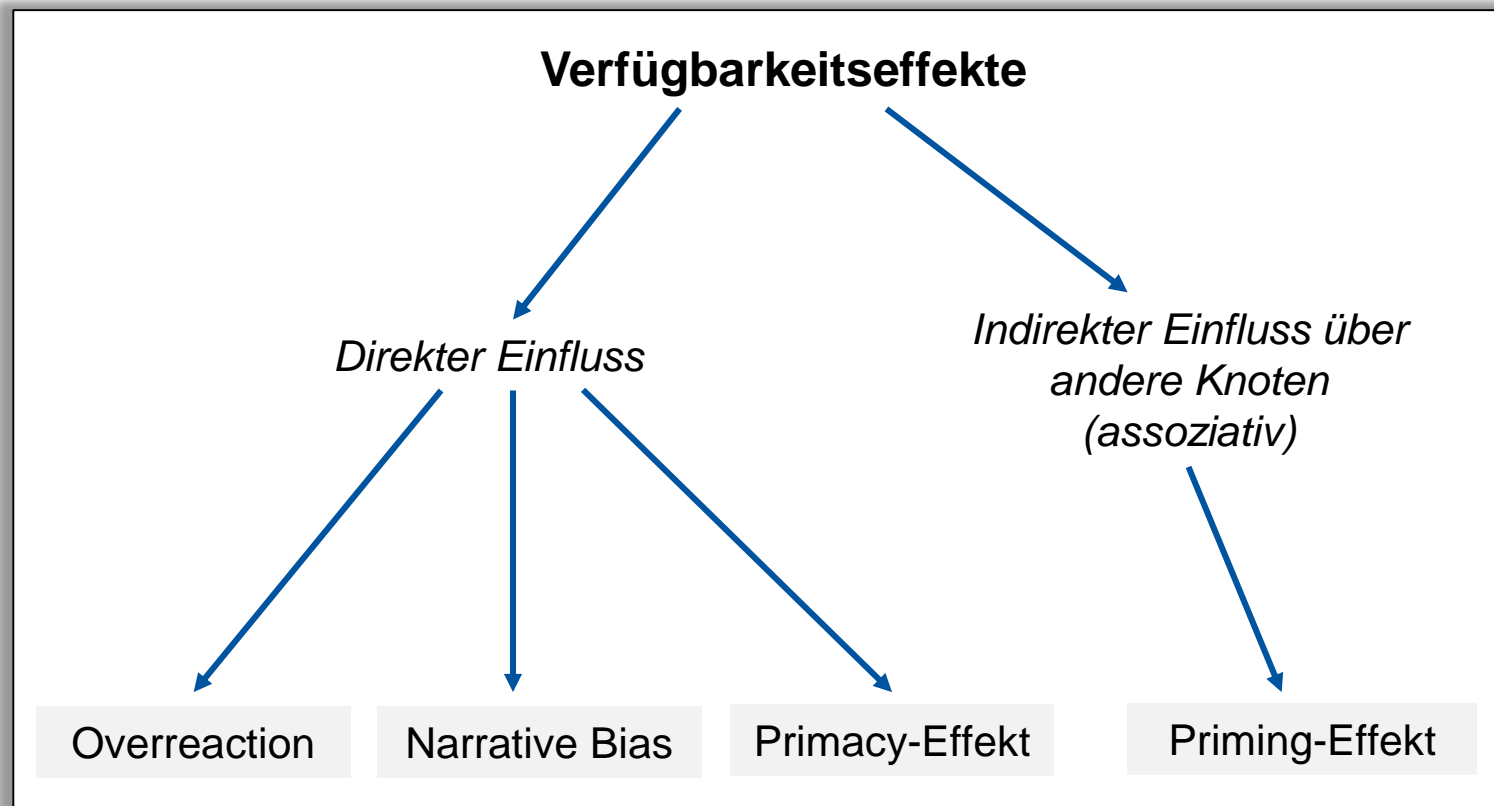 Verfügbarkeitseffekte
Direkter Einfluss
Indirekter Einfluss über
andere Knoten
(assoziativ)
Overreaction
Narrative Bias
Primacy-Effekt
Priming-Effekt